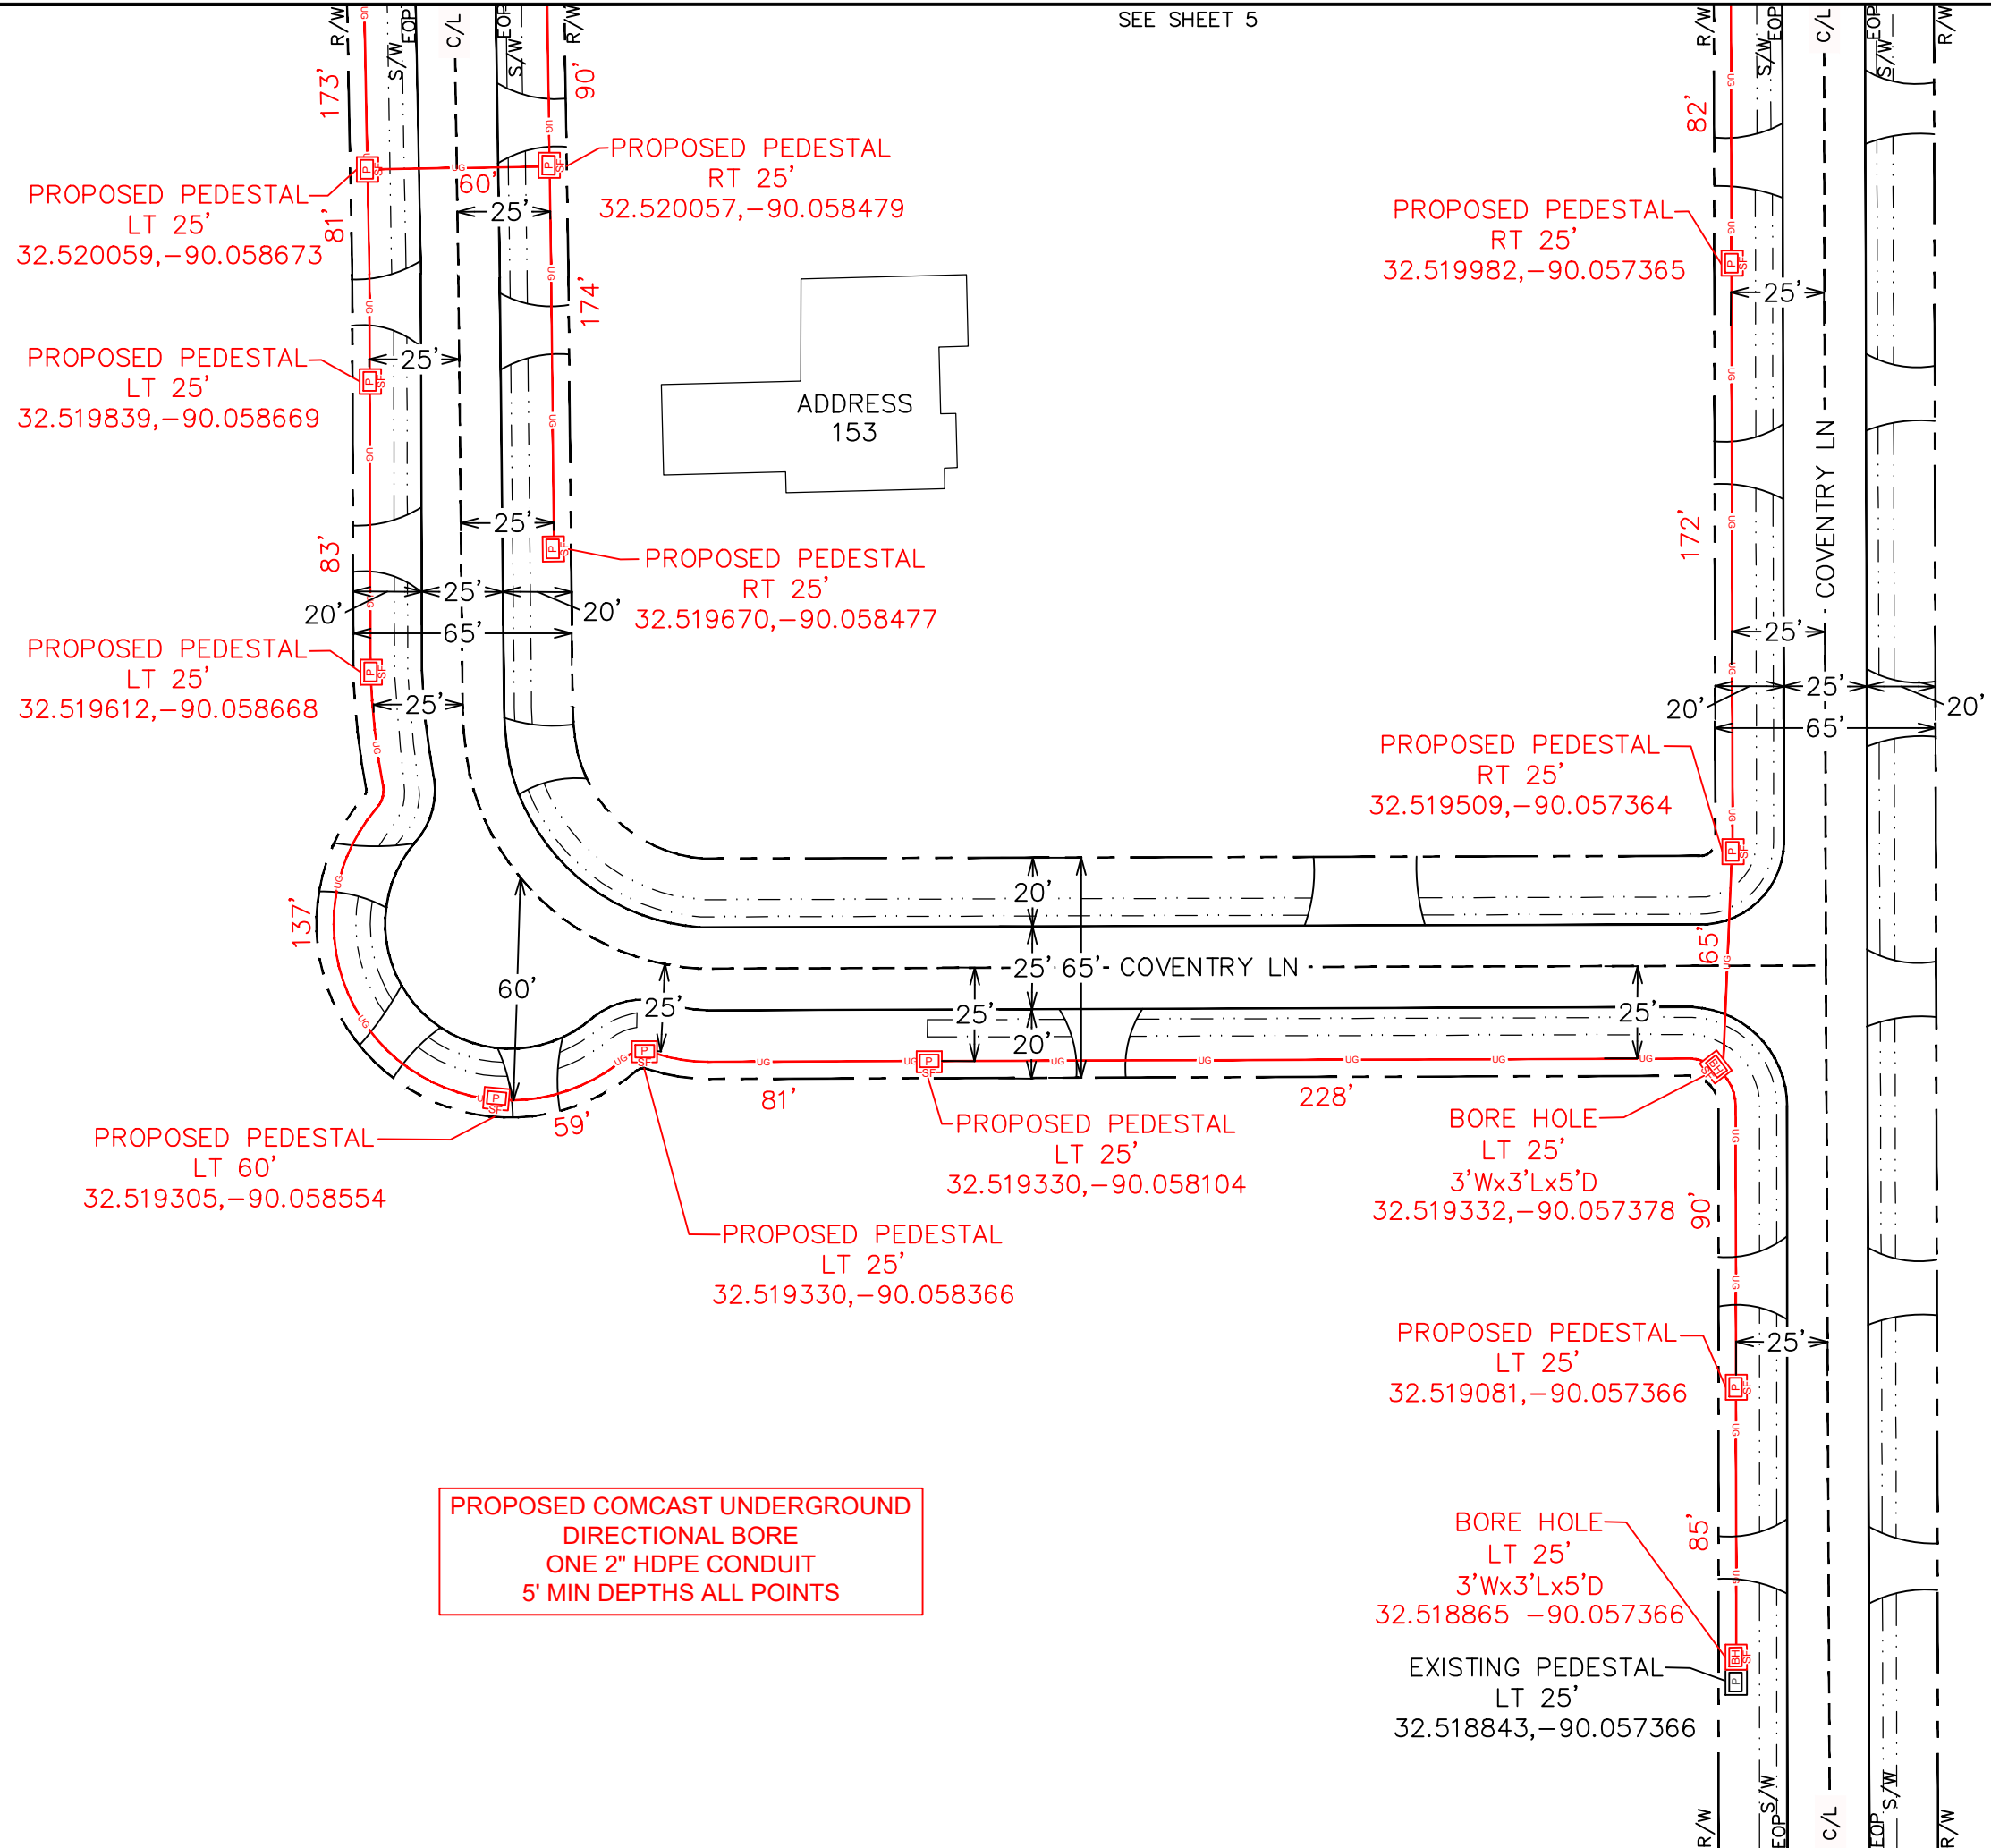 SEE SHEET 5
R/W
S/W
EOP
C/L
EOP
S/W
R/W
R/W
S/W
EOP
C/L
EOP
S/W
R/W
173'
90'
82'
PROPOSED PEDESTAL
LT 25'
32.520059,-90.058673
PROPOSED PEDESTAL
RT 25'
32.520057,-90.058479
60'
25'
81'
174'
PROPOSED PEDESTAL
RT 25'
32.519982,-90.057365
25'
PROPOSED PEDESTAL
LT 25'
32.519839,-90.058669
25'
ADDRESS
153
COVENTRY LN
25'
83'
172'
PROPOSED PEDESTAL
RT 25'
32.519670,-90.058477
20'
25'
20'
65'
25'
PROPOSED PEDESTAL
LT 25'
32.519612,-90.058668
25'
20'
25'
20'
65'
PROPOSED PEDESTAL
RT 25'
32.519509,-90.057364
137'
60'
20'
25'
65'
COVENTRY LN
65'
25'
25'
20'
25'
59'
81'
228'
PROPOSED PEDESTAL
LT 60'
32.519305,-90.058554
PROPOSED PEDESTAL
LT 25'
32.519330,-90.058104
BORE HOLE
LT 25'
3'Wx3'Lx5'D
32.519332,-90.057378
90'
PROPOSED PEDESTAL
LT 25'
32.519330,-90.058366
PROPOSED PEDESTAL
LT 25'
32.519081,-90.057366
25'
PROPOSED COMCAST UNDERGROUND
DIRECTIONAL BORE
ONE 2" HDPE CONDUIT
5' MIN DEPTHS ALL POINTS
85'
BORE HOLE
LT 25'
3'Wx3'Lx5'D
32.518865 -90.057366
EXISTING PEDESTAL
LT 25'
32.518843,-90.057366
R/W
S/W
EOP
C/L
EOP
S/W
R/W